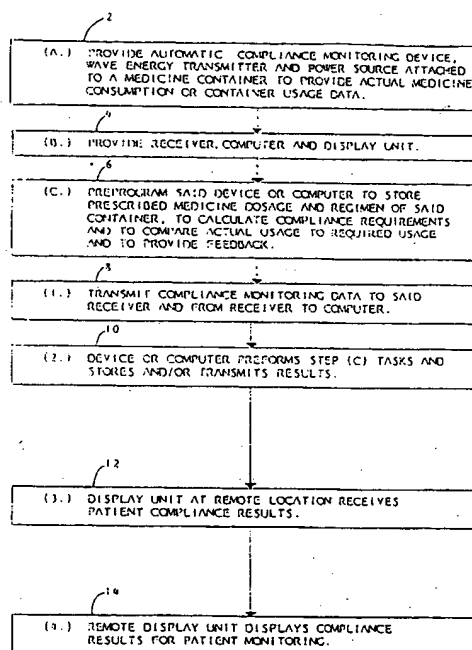 2
(A.) PROVIDE AUTOMATIC COMPLIANCE MONITORING DEVICE,
WAVE ENERGY TRANSMITTER AND POWER SOURCE ATTACHED
TO A MEDICINE CONTAINER TO PROVIDE ACTUAL MEDICINE
CONSUMPTION OR CONTAINER USAGE DATA.
4
(B.) PROVIDE RECEIVER, COMPUTER AND DISPLAY UNIT.
6
(C.) PREPROGRAM SAID DEVICE OR COMPUTER TO STORE
PRESCRIBED MEDICINE DOSAGE AND REGIMEN OF SAID
CONTAINER, TO CALCULATE COMPLIANCE REQUIREMENTS
AND TO COMPARE ACTUAL USAGE TO REQUIRED USAGE
AND TO PROVIDE FEEDBACK.
8
(1.) TRANSMIT COMPLIANCE MONITORING DATA TO SAID
RECEIVER AND FROM RECEIVER TO COMPUTER.
10
(2.) DEVICE OR COMPUTER PREFORMS STEP (C) TASKS AND
STORES AND/OR TRANSMITS RESULTS.
12
(3.) DISPLAY UNIT AT REMOTE LOCATION RECEIVES
PATIENT COMPLIANCE RESULTS.
14
(4.) REMOTE DISPLAY UNIT DISPLAYS COMPLIANCE
RESULTS FOR PATIENT MONITORING.